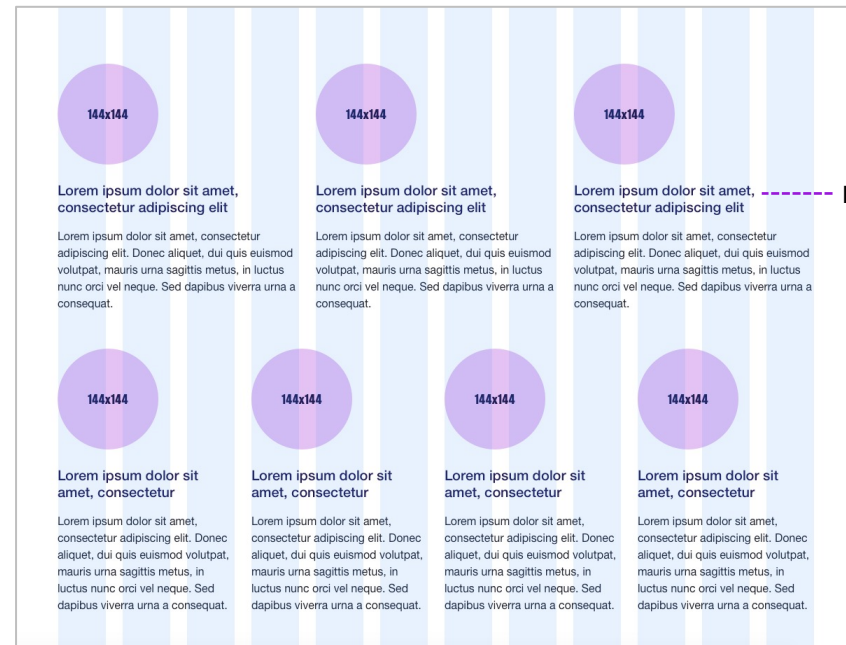 144x144
144x144
144x144
Lorem ipsum dolor sit amet,
consectetur adipiscing elit
Lorem ipsum dolor sit amet, consectetur
adipiscing elit. Donec aliquet, dui quis euismod
volutpat, mauris urna sagittis metus, in luctus
nunc orci vel neque. Sed dapibus viverra urna a
consequat.
Lorem ipsum dolor sit amet,
consectetur adipiscing elit
Lorem ipsum dolor sit amet, consectetur
adipiscing elit. Donec aliquet, dui quis euismod
volutpat, mauris urna sagittis metus, in luctus
nunc orci vel neque. Sed dapibus viverra urna a
consequat.
Lorem ipsum dolor sit amet,
consectetur adipiscing elit
Lorem ipsum dolor sit amet, consectetur
adipiscing elit. Donec aliquet, dui quis euismod
volutpat, mauris urna sagittis metus, in luctus
nunc orci vel neque. Sed dapibus viverra urna a
consequat.
144x144
144x144
144x144
144x144
Lorem ipsum dolor sit
amet, consectetur
Lorem ipsum dolor sit amet,
consectetur adipiscing elit. Donec
aliquet, dui quis euismod volutpat,
mauris urna sagittis metus, in
luctus nunc orci vel neque. Sed
dapibus viverra urna a consequat.
Lorem ipsum dolor sit
amet, consectetur
Lorem ipsum dolor sit amet,
consectetur adipiscing elit. Donec
aliquet, dui quis euismod volutpat,
mauris urna sagittis metus, in
luctus nunc orci vel neque. Sed
dapibus viverra urna a consequat.
Lorem ipsum dolor sit
amet, consectetur
Lorem ipsum dolor sit amet,
consectetur adipiscing elit. Donec
aliquet, dui quis euismod volutpat,
mauris urna sagittis metus, in
luctus nunc orci vel neque. Sed
dapibus viverra urna a consequat.
Lorem ipsum dolor sit
amet, consectetur
Lorem ipsum dolor sit amet,
consectetur adipiscing elit. Donec
aliquet, dui quis euismod volutpat,
mauris urna sagittis metus, in
luctus nunc orci vel neque. Sed
dapibus viverra urna a consequat.